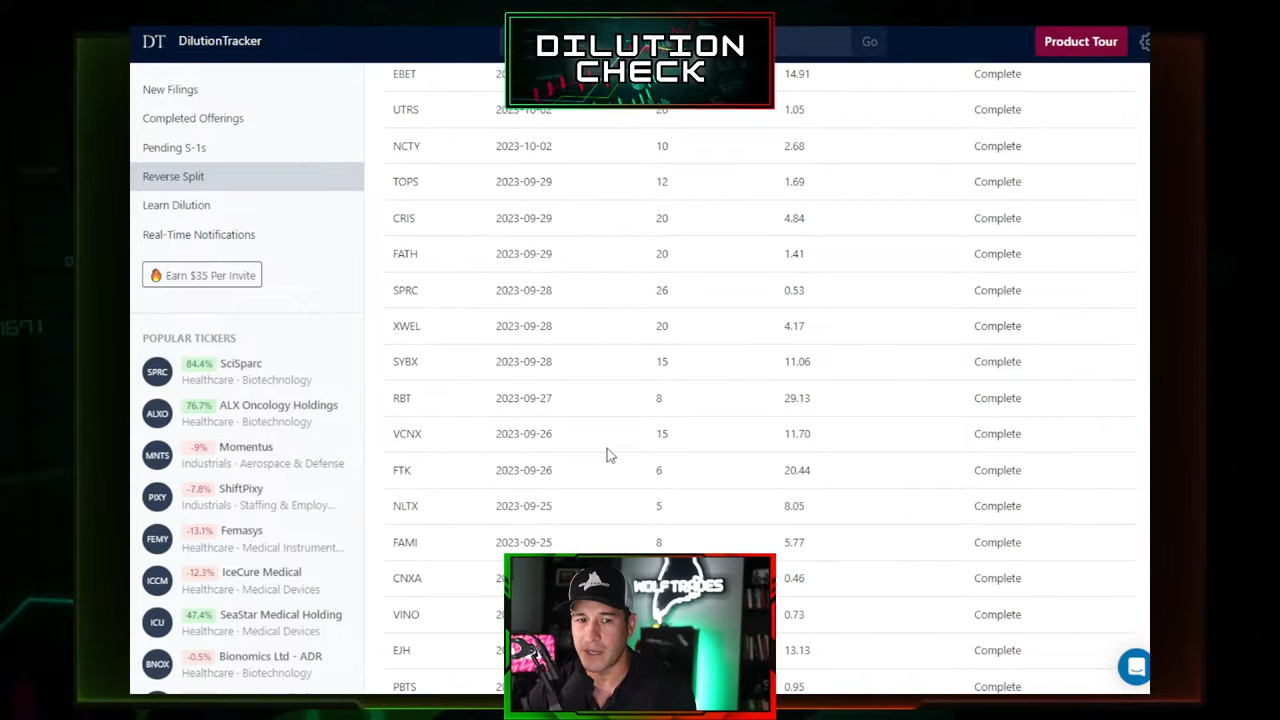 DILUTION
CHECK
DT DilutionTracker
Go
Product Tour
New Filings
Completed Offerings
Pending S-1s
Reverse Split
Learn Dilution
Real-Time Notifications
Earn $35 Per Invite
POPULAR TICKERS
SPRC 84.4% SciSparc
Healthcare · Biotechnology
ALXO 76.7% ALX Oncology Holdings
Healthcare · Biotechnology
MNTS -9% Momentus
Industrials · Aerospace & Defense
PIXY -7.8% ShiftPixy
Industrials · Staffing & Employ...
FEMY -13.1% Femasys
Healthcare · Medical Instrument...
ICCM -12.3% IceCure Medical
Healthcare · Medical Devices
ICU 47.4% SeaStar Medical Holding
Healthcare · Medical Devices
BNOX -0.5% Bionomics Ltd - ADR
Healthcare · Biotechnology
EBET 14.91 Complete
UTRS 2023-10-02 20 1.05 Complete
NCTY 2023-10-02 10 2.68 Complete
TOPS 2023-09-29 12 1.69 Complete
CRIS 2023-09-29 20 4.84 Complete
FATH 2023-09-29 20 1.41 Complete
SPRC 2023-09-28 26 0.53 Complete
XWEL 2023-09-28 20 4.17 Complete
SYBX 2023-09-28 15 11.06 Complete
RBT 2023-09-27 8 29.13 Complete
VCNX 2023-09-26 15 11.70 Complete
FTK 2023-09-26 6 20.44 Complete
NLTX 2023-09-25 5 8.05 Complete
FAMI 2023-09-25 8 5.77 Complete
CNXA 0.46 Complete
VINO 0.73 Complete
EJH 13.13 Complete
PBTS 0.95 Complete
WOLFTRADES